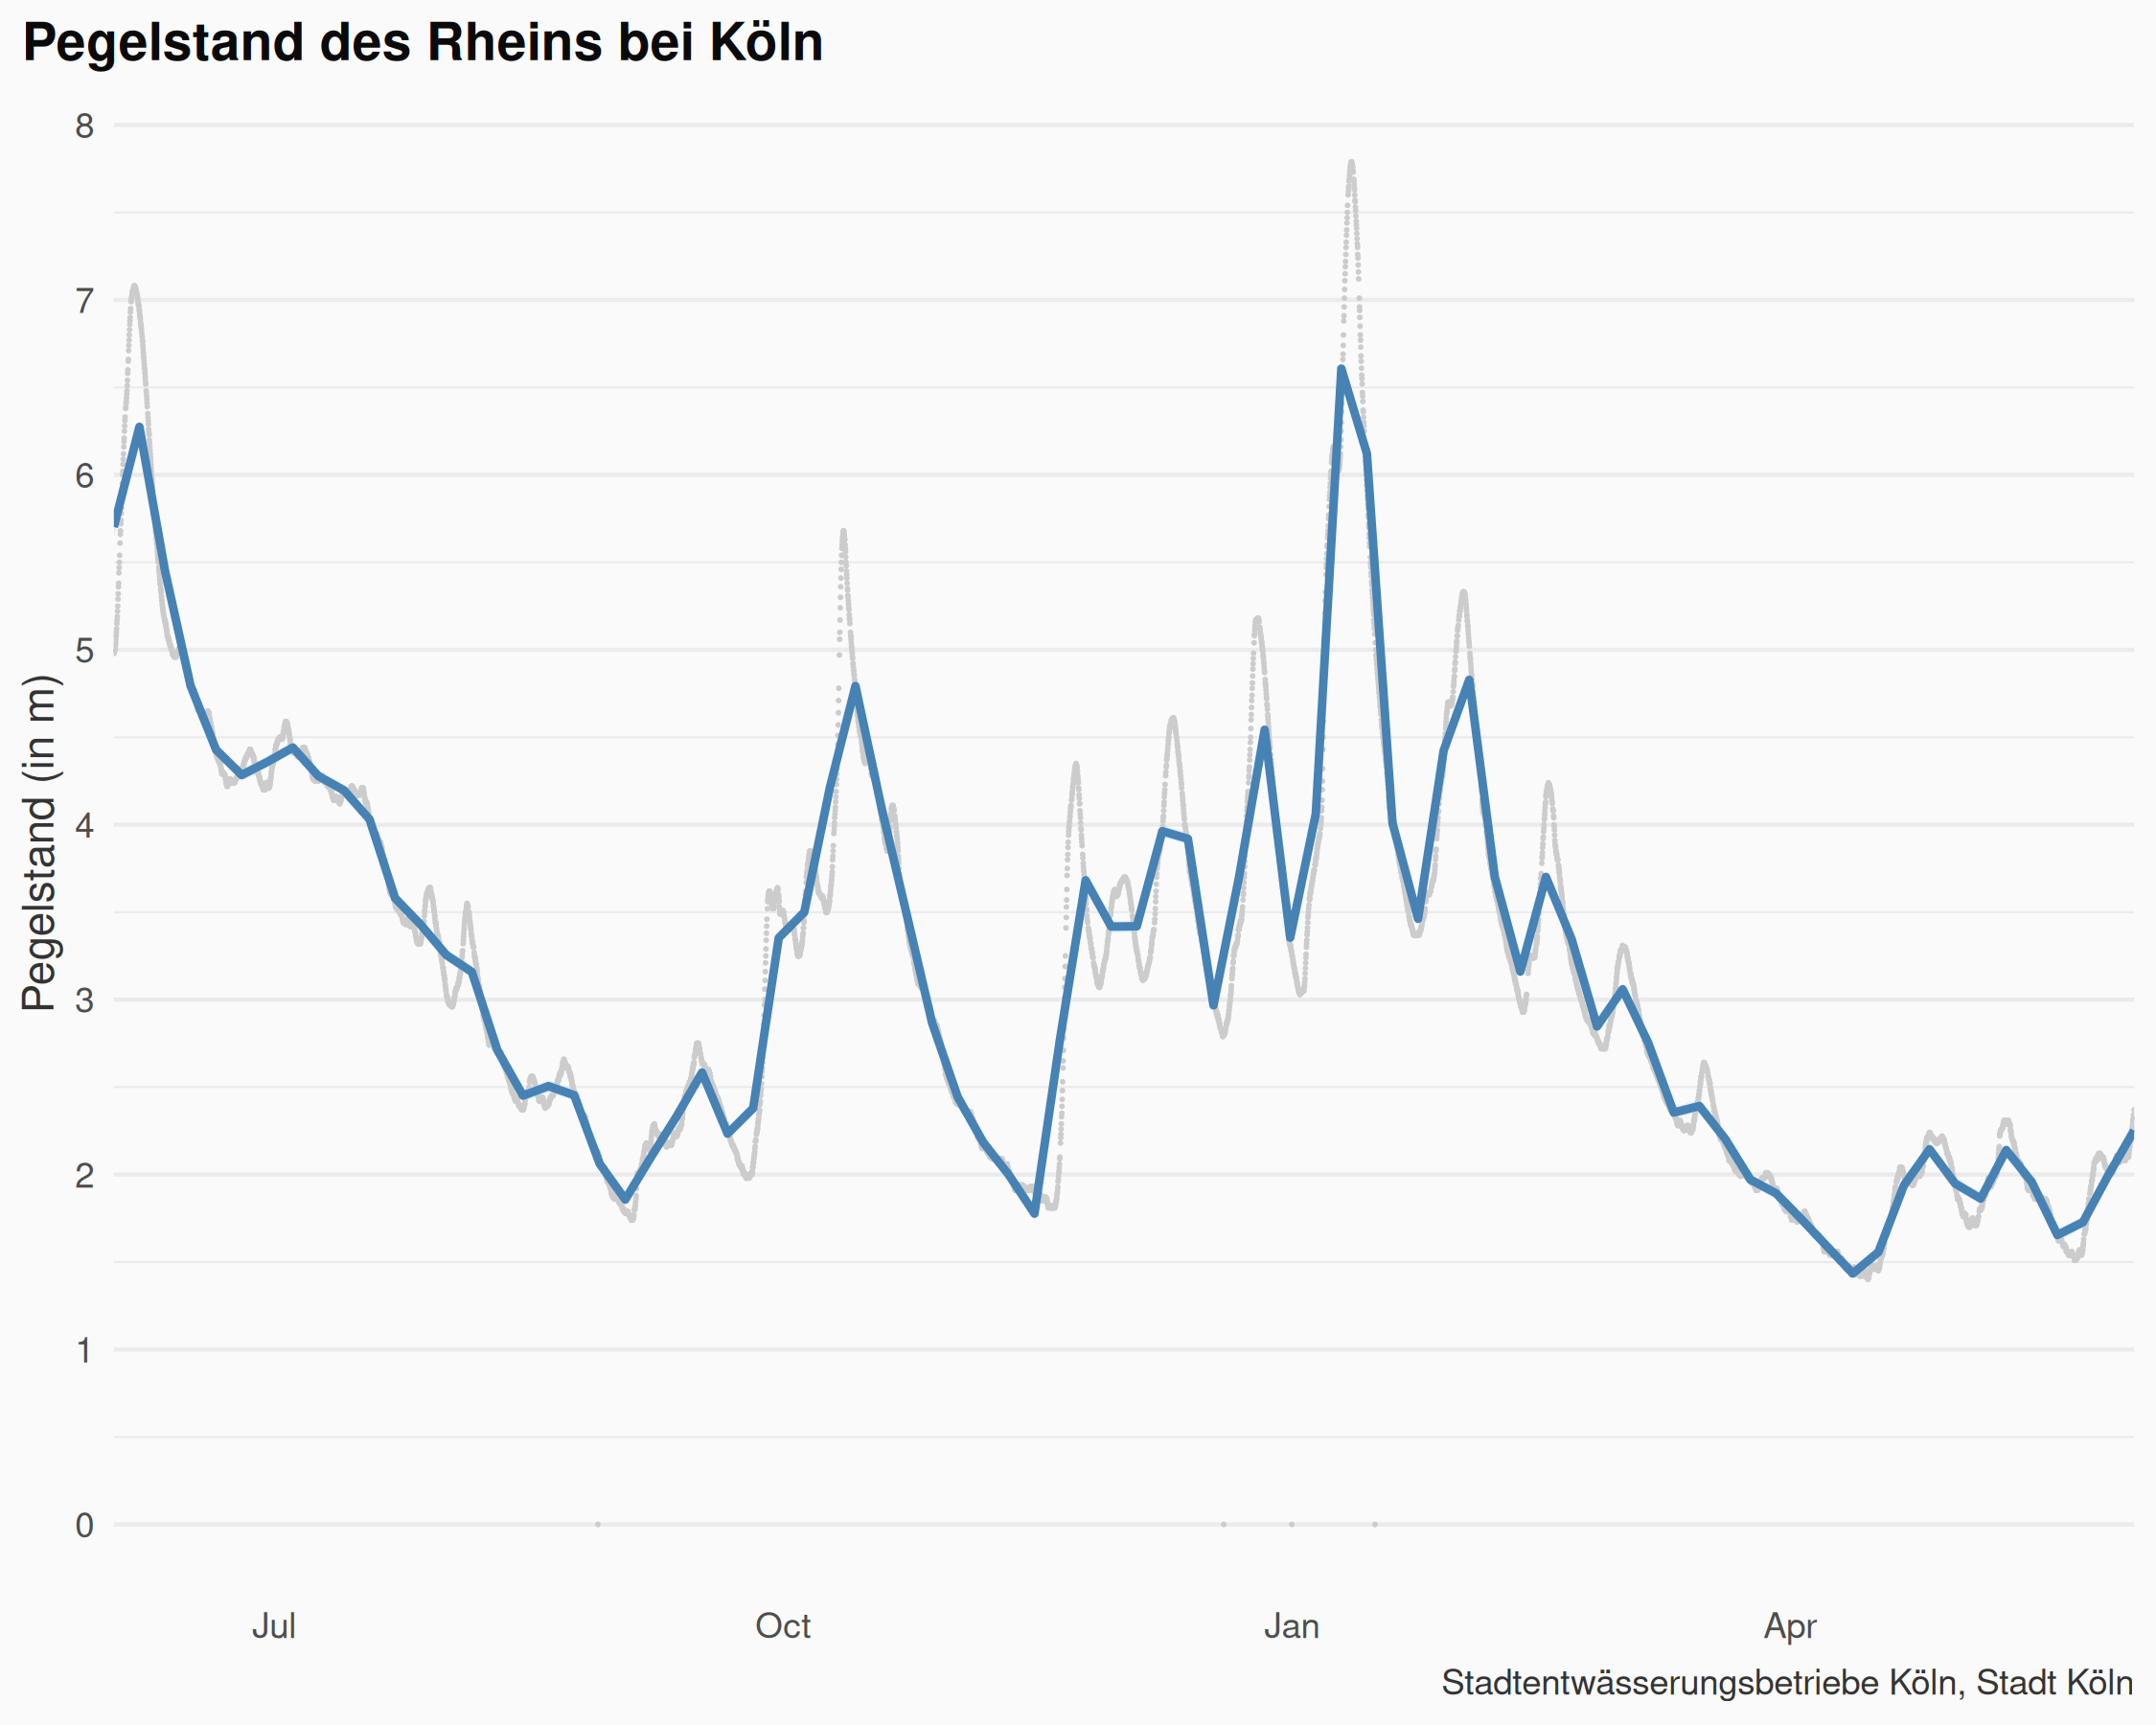 Pegelstand des Rheins bei Köln
Pegelstand (in m)
8
7
6
5
4
3
2
1
0
Jul Oct Jan Apr
Stadtentwässerungsbetriebe Köln, Stadt Köln